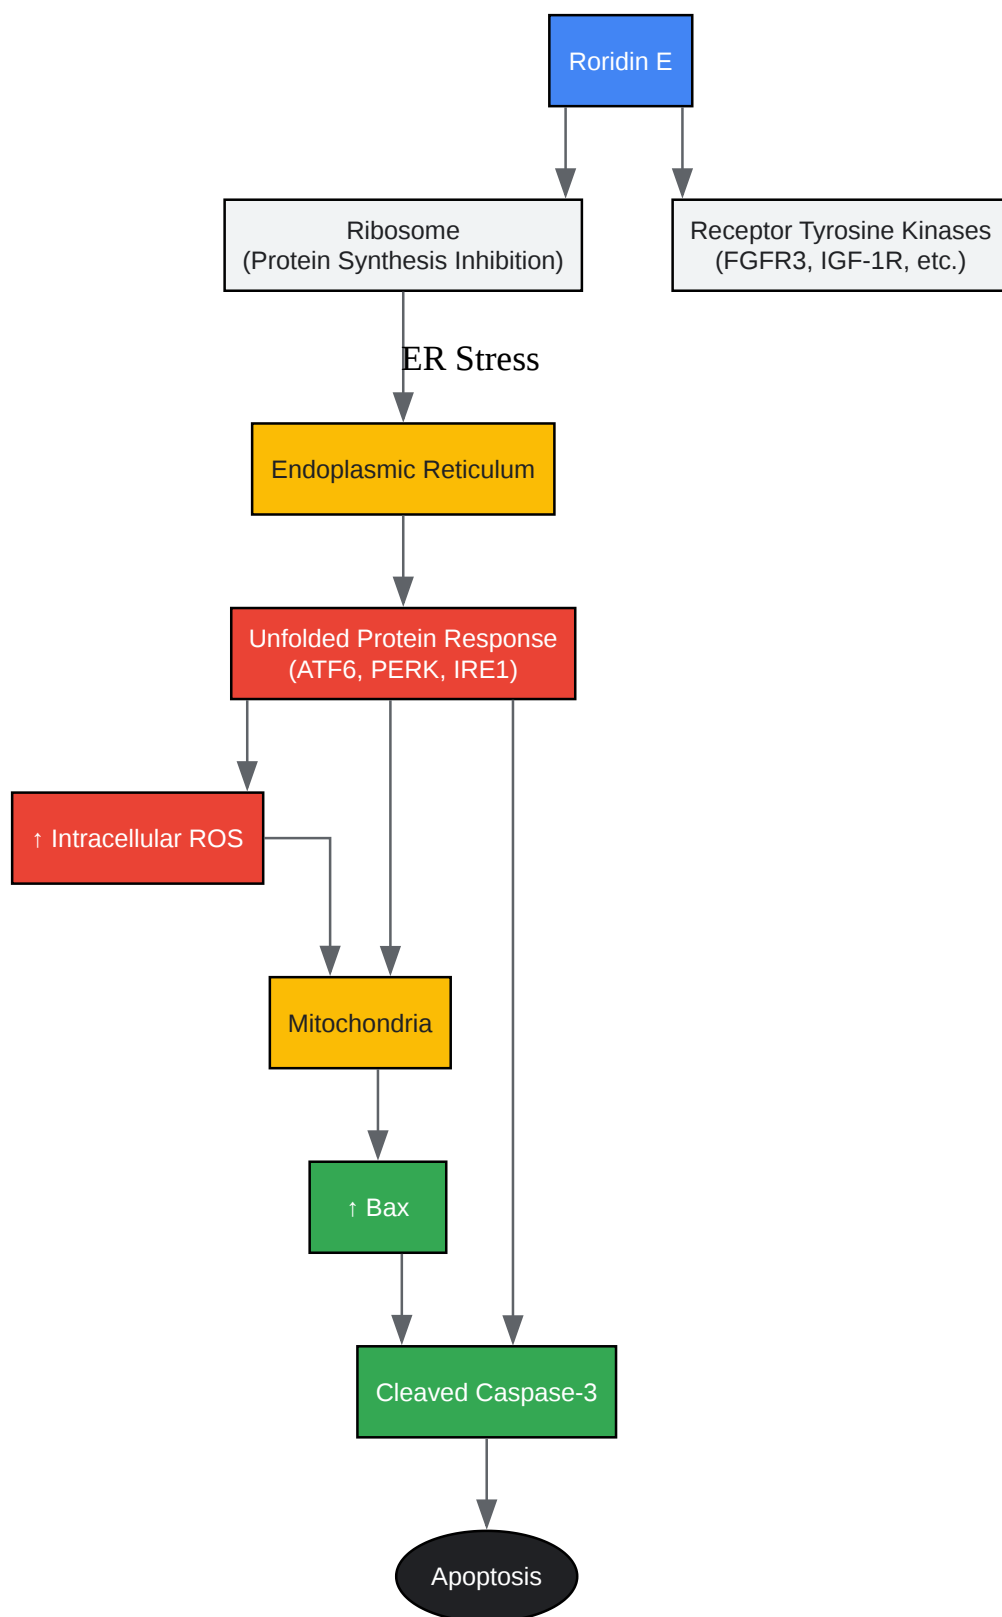 Roridin E
Ribosome
(Protein Synthesis Inhibition)
Receptor Tyrosine Kinases
(FGFR3, IGF-1R, etc.)
ER Stress
Endoplasmic Reticulum
Unfolded Protein Response
(ATF6, PERK, IRE1)
↑ Intracellular ROS
Mitochondria
↑ Bax
Cleaved Caspase-3
Apoptosis